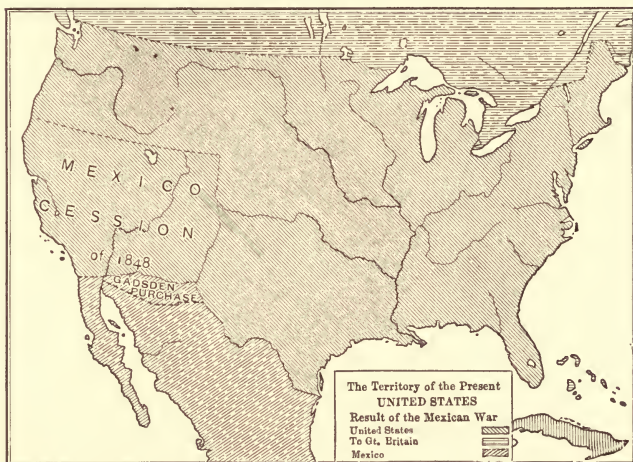 MEXICO
CESSION
of 1848
GADSDEN
PURCHASE
The Territory of the Present
UNITED STATES
Result of the Mexican War
United States
To Gt. Britain
Mexico